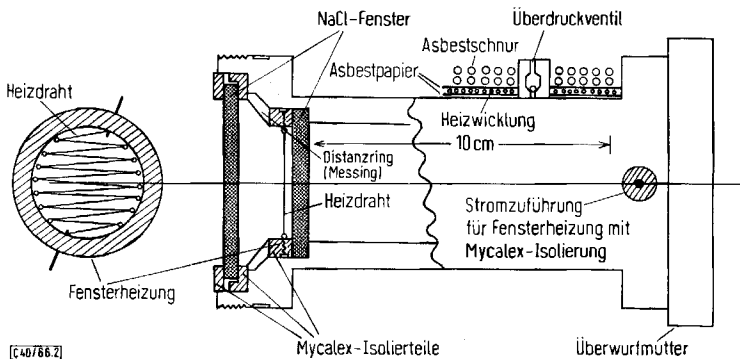 NaCl-Fenster
Überdruckventil
Asbestschnur
Asbestpapier
Heizdraht
Heizwicklung
10 cm
Distanzring
(Messing)
Heizdraht
Stromzuführung
für Fensterheizung mit
Mycalex-Isolierung
Fensterheizung
Mycalex-Isolierteile
Überwurfmutter
[C40/66.2]